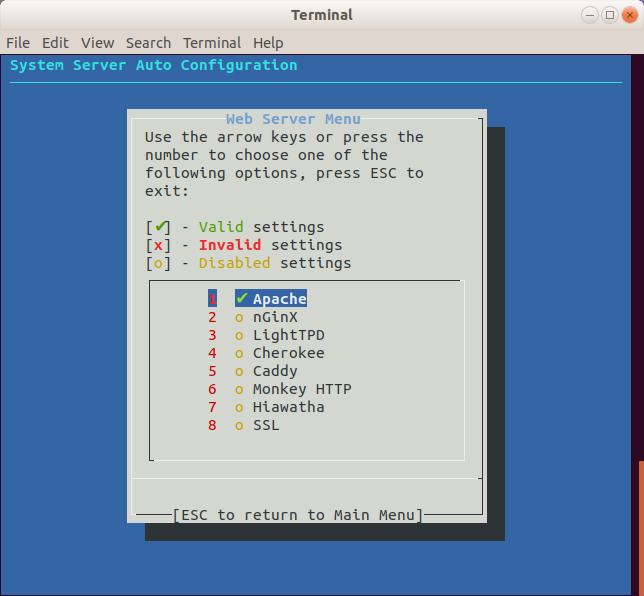 Terminal
File Edit View Search Terminal Help
System Server Auto Configuration
Web Server Menu
Use the arrow keys or press the
number to choose one of the
following options, press ESC to
exit:
[✔] - Valid settings
[x] - Invalid settings
[o] - Disabled settings
1 ✔ Apache
2 o nGinX
3 o LightTPD
4 o Cherokee
5 o Caddy
6 o Monkey HTTP
7 o Hiawatha
8 o SSL
[ESC to return to Main Menu]